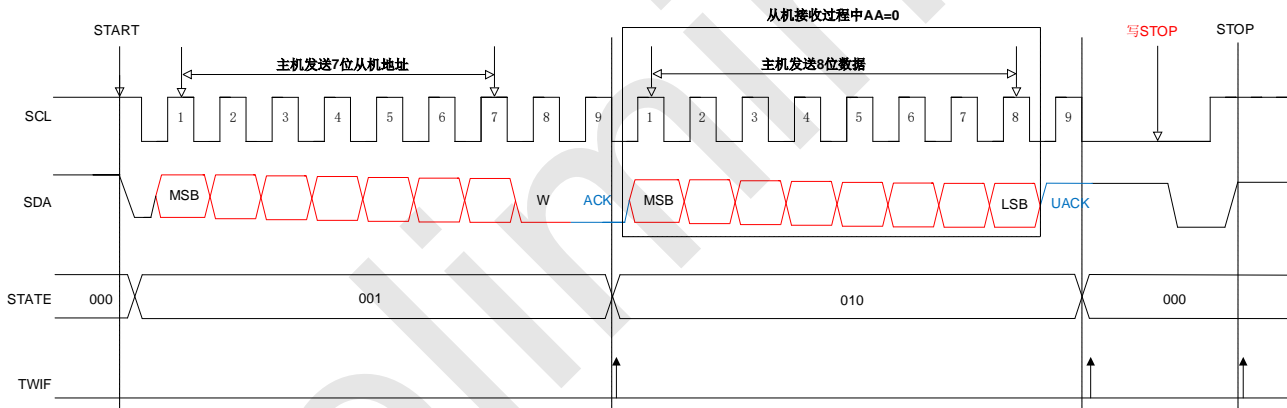 从机接收过程中AA=0
START
写STOP
STOP
主机发送7位从机地址
主机发送8位数据
SCL
1 2 3 4 5 6 7 8 9 1 2 3 4 5 6 7 8 9
SDA
MSB W ACK MSB LSB UACK
STATE
000 001 010 000
TWIF